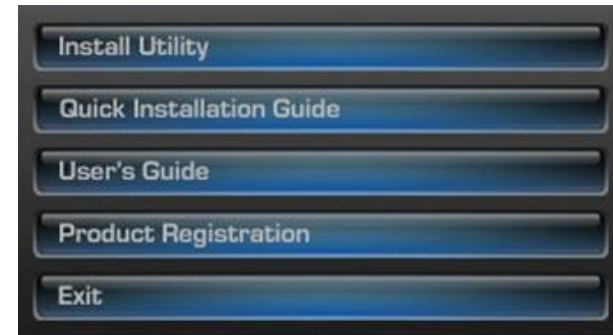 Install Utility
Quick Installation Guide
User's Guide
Product Registration
Exit